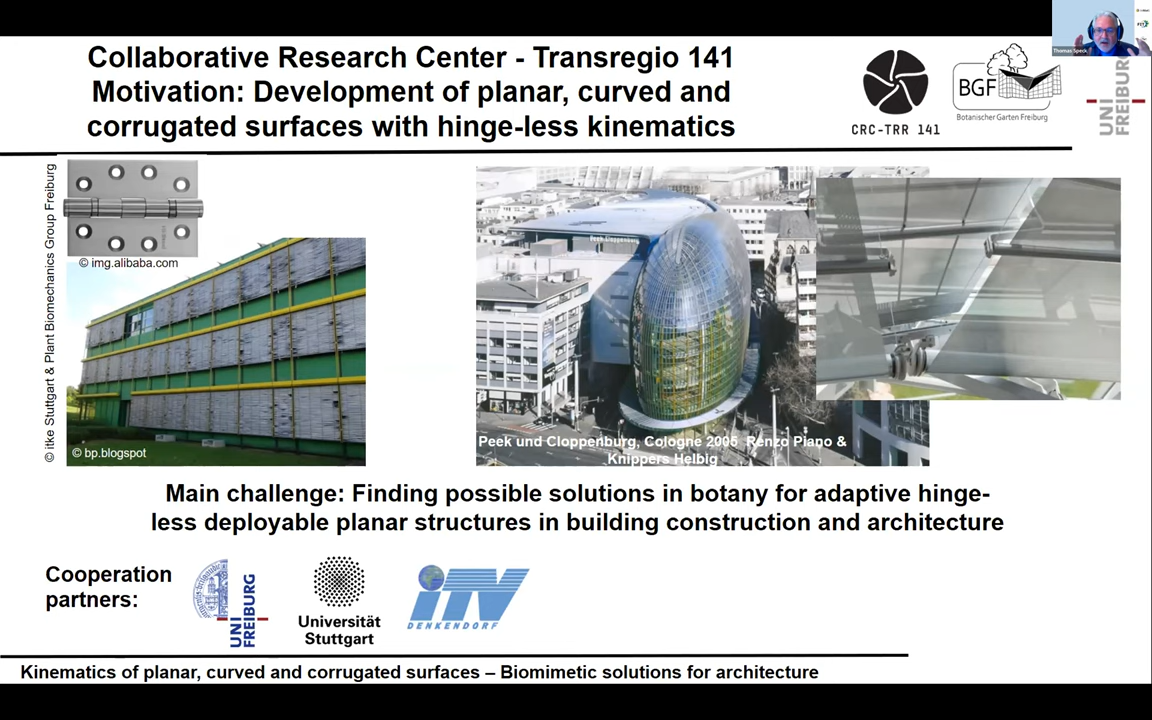 Collaborative Research Center - Transregio 141
Motivation: Development of planar, curved and
corrugated surfaces with hinge-less kinematics
CRC-TRR 141
BGF
Botanischer Garten Freiburg
UNI
FREIBURG
Thomas Speck
© itke Stuttgart & Plant Biomechanics Group Freiburg
© img.alibaba.com
© bp.blogspot
Peek und Cloppenburg, Cologne 2005 Renzo Piano &
Knippers Helbig
Main challenge: Finding possible solutions in botany for adaptive hinge-
less deployable planar structures in building construction and architecture
Cooperation
partners:
UNI
FREIBURG
Universität
Stuttgart
iTV
DENKENDORF
Kinematics of planar, curved and corrugated surfaces – Biomimetic solutions for architecture